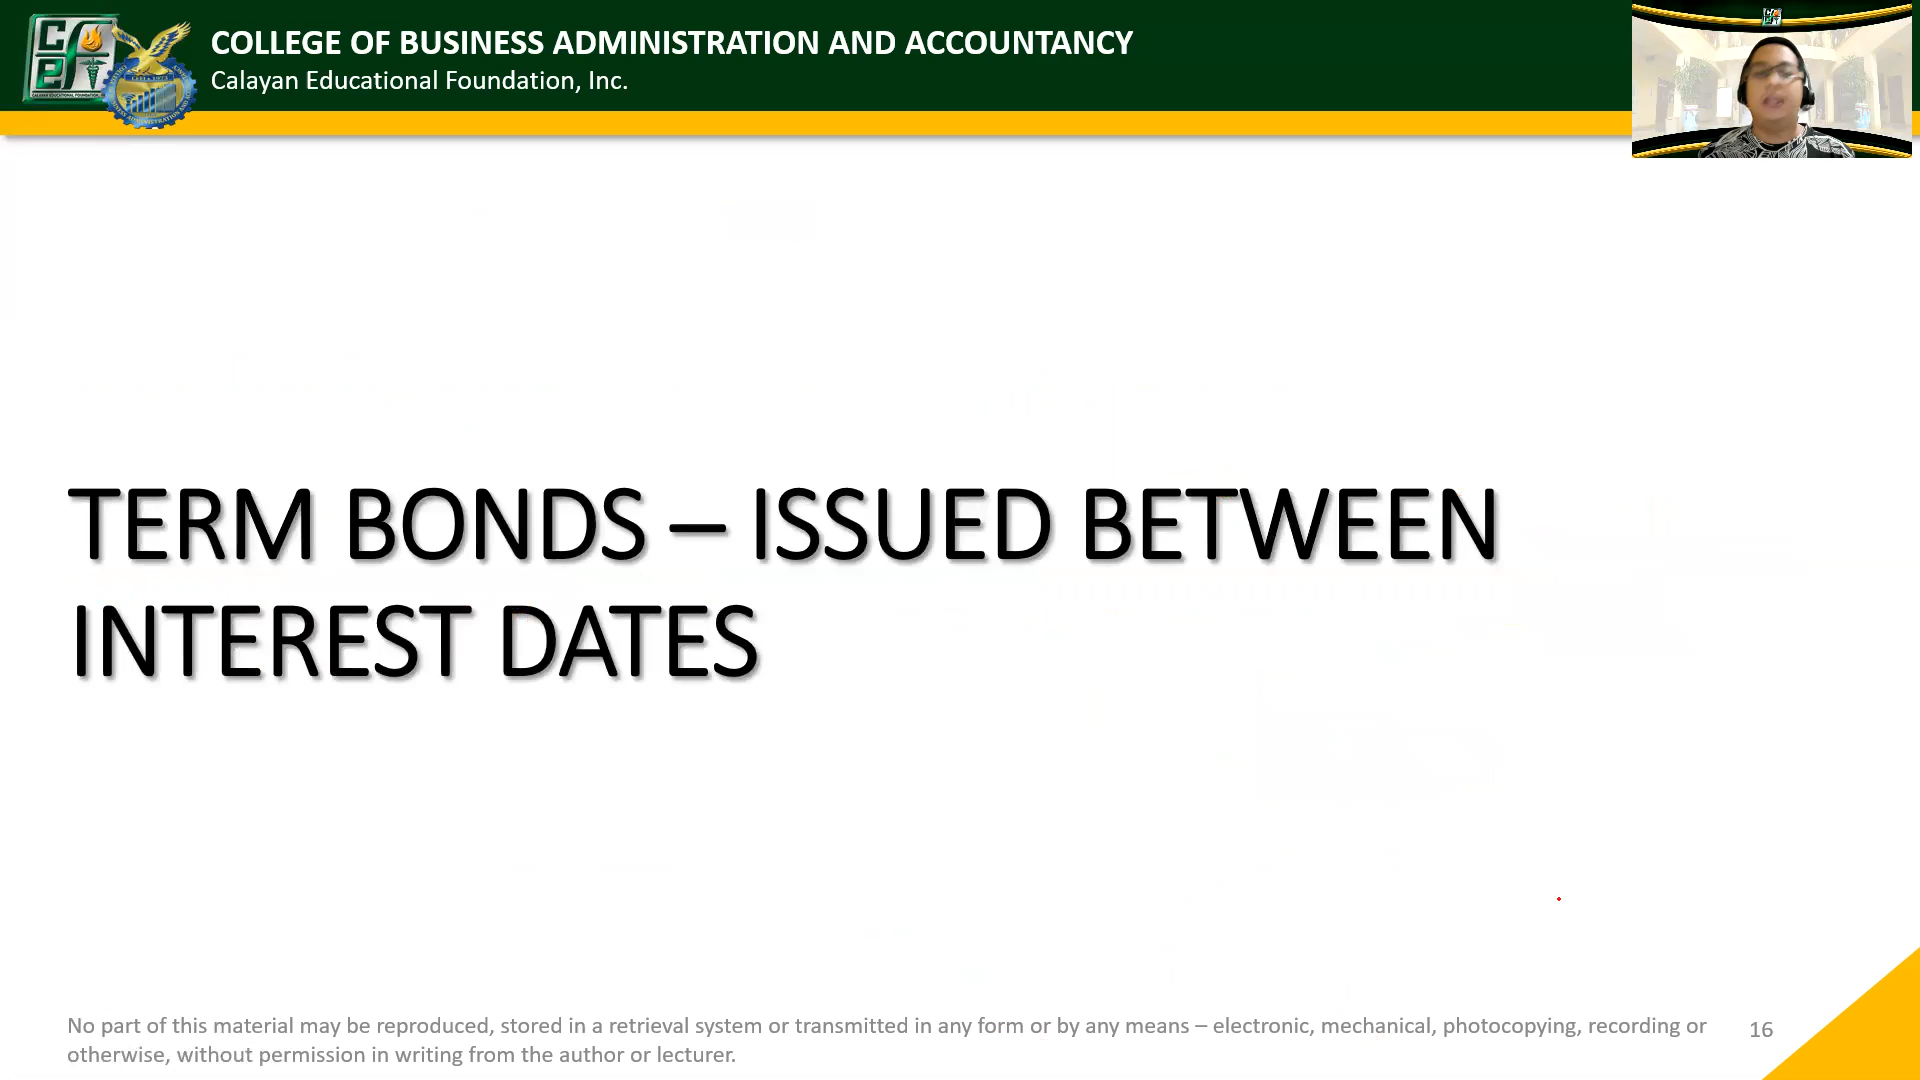 COLLEGE OF BUSINESS ADMINISTRATION AND ACCOUNTANCY
Calayan Educational Foundation, Inc.
TERM BONDS – ISSUED BETWEEN
INTEREST DATES
No part of this material may be reproduced, stored in a retrieval system or transmitted in any form or by any means – electronic, mechanical, photocopying, recording or
otherwise, without permission in writing from the author or lecturer.
16